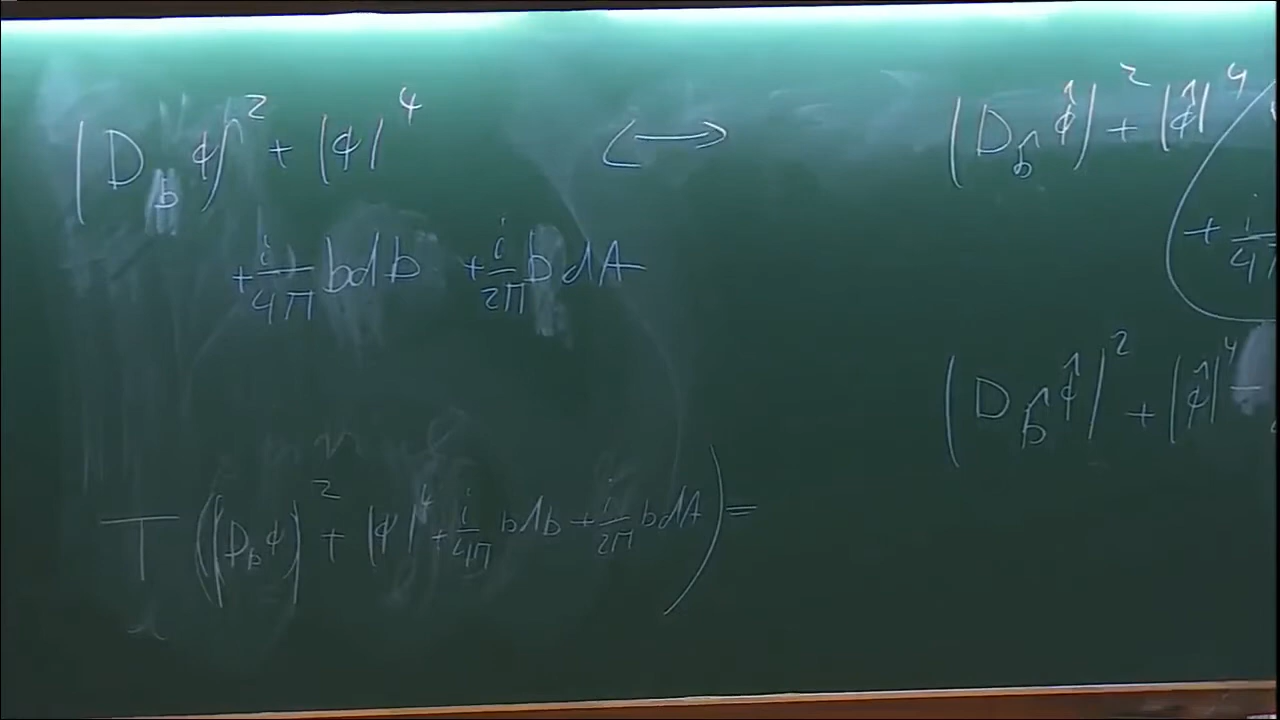 |D_b φ|^2 + |φ|^4 ⟷ |D_b̂ φ̂|^2 + |φ̂|^4
+ i/4π bdb + i/2π b dA + i/4π
|D_b̂ φ̂|^2 + |φ̂|^4 −
T (|D_b φ|^2 + |φ|^4 + i/4π bdb + i/2π bdA) =